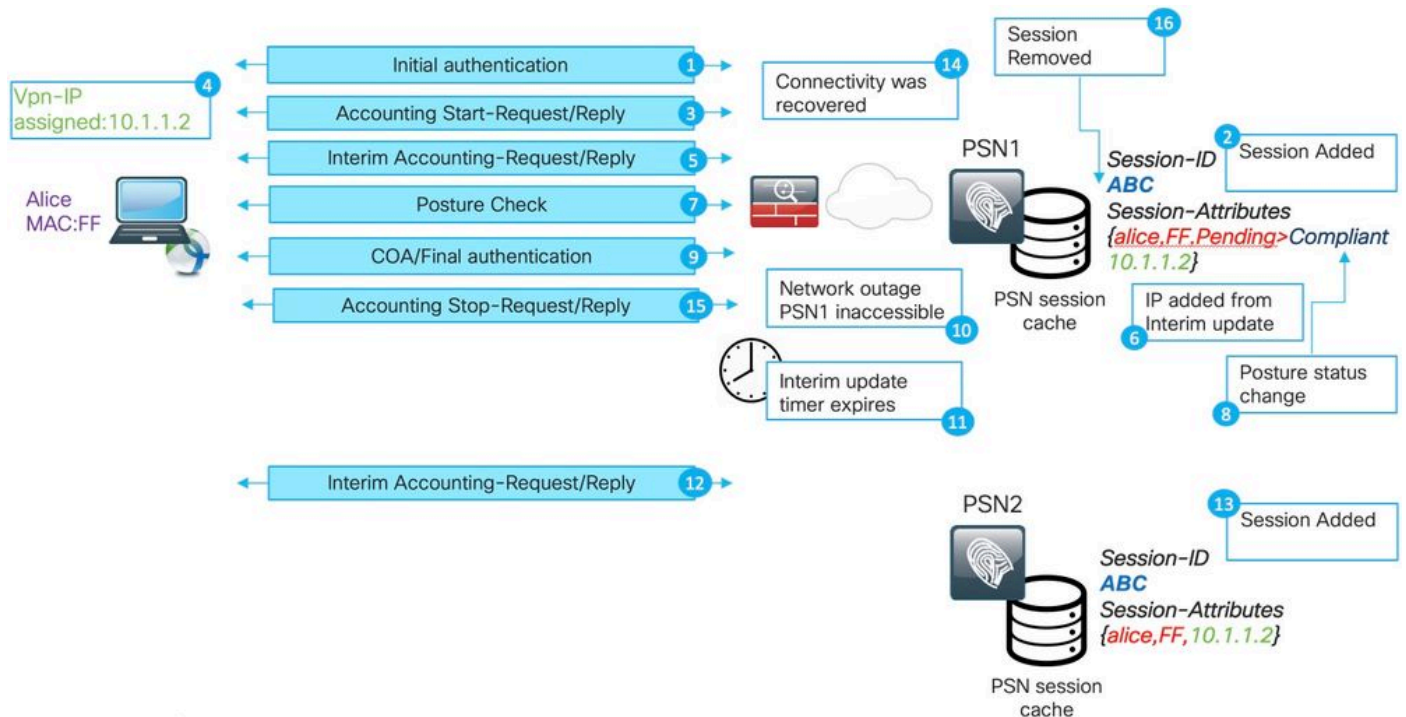 Initial authentication
1
Accounting Start-Request/Reply
3
Interim Accounting-Request/Reply
5
Posture Check
7
COA/Final authentication
9
Accounting Stop-Request/Reply
15
Interim Accounting-Request/Reply
12
4
Vpn-IP
assigned:10.1.1.2
Alice
MAC:FF
14
Connectivity was
recovered
Network outage
PSN1 inaccessible
10
Interim update
timer expires
11
16
Session
Removed
PSN1
PSN session
cache
2
Session Added
Session-ID
ABC
Session-Attributes
{alice,FF,Pending>Compliant
10.1.1.2}
IP added from
Interim update
6
Posture status
change
8
PSN2
PSN session
cache
13
Session Added
Session-ID
ABC
Session-Attributes
{alice,FF,10.1.1.2}